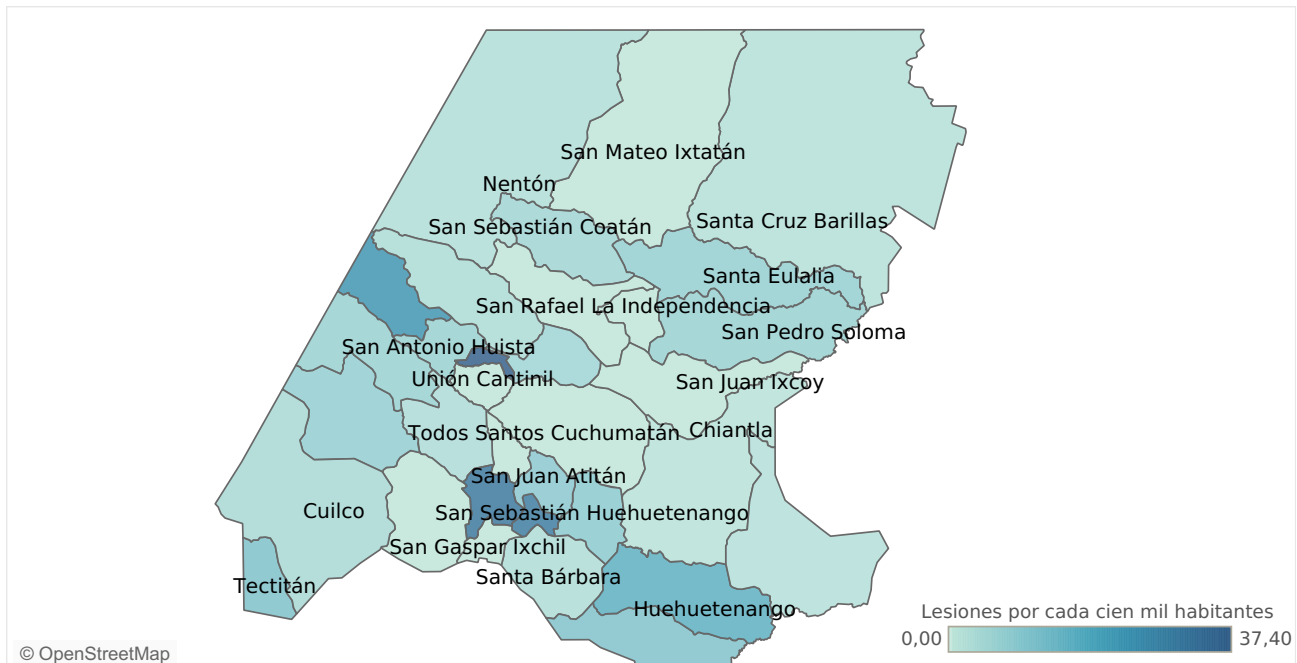 San Mateo Ixtatán
Nentón
Santa Cruz Barillas
San Sebastián Coatán
Santa Eulalia
San Rafael La Independencia
San Pedro Soloma
San Antonio Huista
Unión Cantinil
San Juan Ixcoy
Todos Santos Cuchumatán
Chiantla
San Juan Atitán
Cuilco
San Sebastián Huehuetenango
San Gaspar Ixchil
Santa Bárbara
Tectitán
Huehuetenango
Lesiones por cada cien mil habitantes
0,00
37,40
© OpenStreetMap